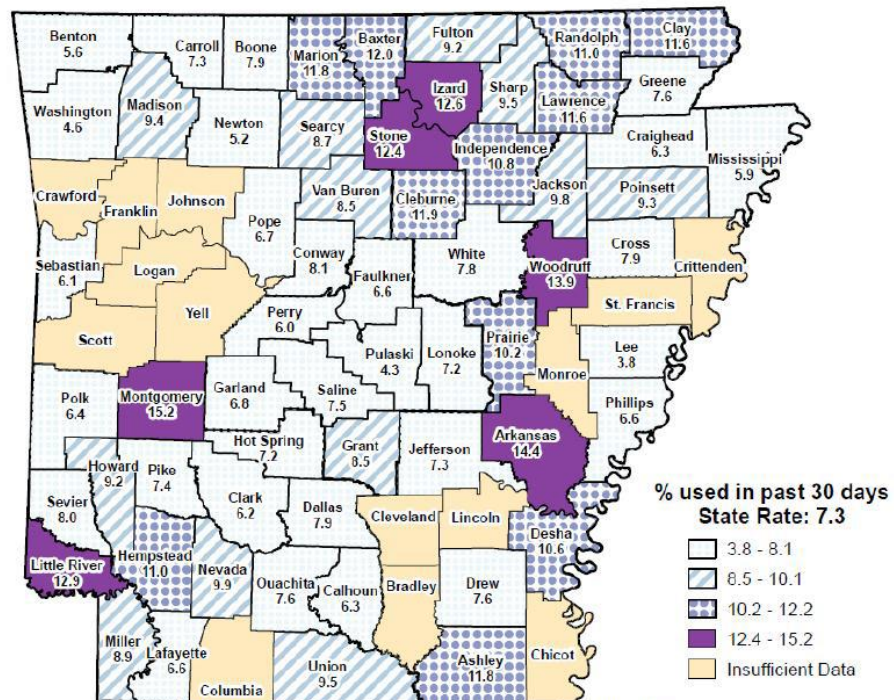 Benton
5.6
Carroll
7.3
Boone
7.9
Marion
11.8
Baxter
12.0
Fulton
9.2
Randolph
11.0
Clay
11.6
Washington
4.6
Madison
9.4
Newton
5.2
Searcy
8.7
Stone
12.4
Izard
12.6
Sharp
9.5
Lawrence
11.6
Greene
7.6
Independence
10.8
Craighead
6.3
Mississippi
5.9
Crawford
Franklin
Johnson
Pope
6.7
Van Buren
8.5
Cleburne
11.9
Jackson
9.8
Poinsett
9.3
Sebastian
6.1
Logan
Conway
8.1
Faulkner
6.6
White
7.8
Woodruff
13.9
Cross
7.9
Crittenden
Scott
Yell
Perry
6.0
Pulaski
4.3
Lonoke
7.2
Prairie
10.2
St. Francis
Monroe
Lee
3.8
Phillips
6.6
Polk
6.4
Montgomery
15.2
Garland
6.8
Saline
7.5
Hot Spring
7.2
Grant
8.5
Jefferson
7.3
Arkansas
14.4
Howard
9.2
Pike
7.4
Clark
6.2
Dallas
7.9
Cleveland
Lincoln
Desha
10.6
Sevier
8.0
Little River
12.9
Hempstead
11.0
Nevada
9.9
Ouachita
7.6
Calhoun
6.3
Bradley
Drew
7.6
Miller
8.9
Lafayette
6.6
Columbia
Union
9.5
Ashley
11.8
Chicot
% used in past 30 days
State Rate: 7.3
3.8 - 8.1
8.5 - 10.1
10.2 - 12.2
12.4 - 15.2
Insufficient Data